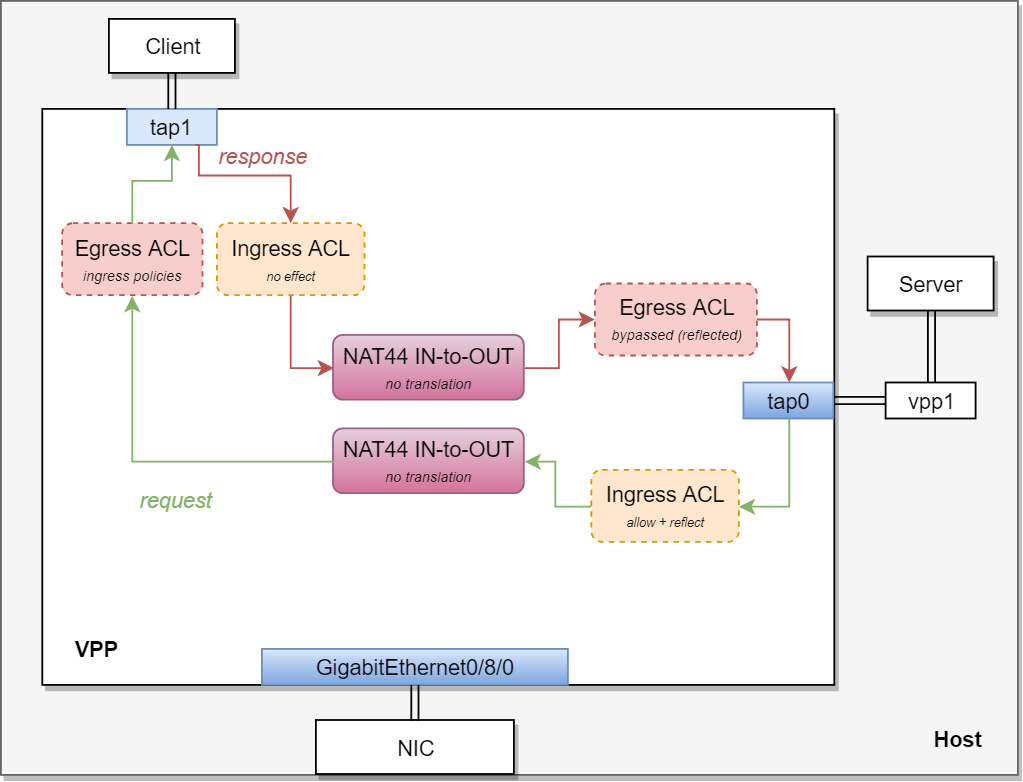 Client
tap1
response
Egress ACL
ingress policies
Ingress ACL
no effect
Egress ACL
bypassed (reflected)
Server
NAT44 IN-to-OUT
no translation
tap0
vpp1
NAT44 IN-to-OUT
no translation
request
Ingress ACL
allow + reflect
VPP
GigabitEthernet0/8/0
NIC
Host